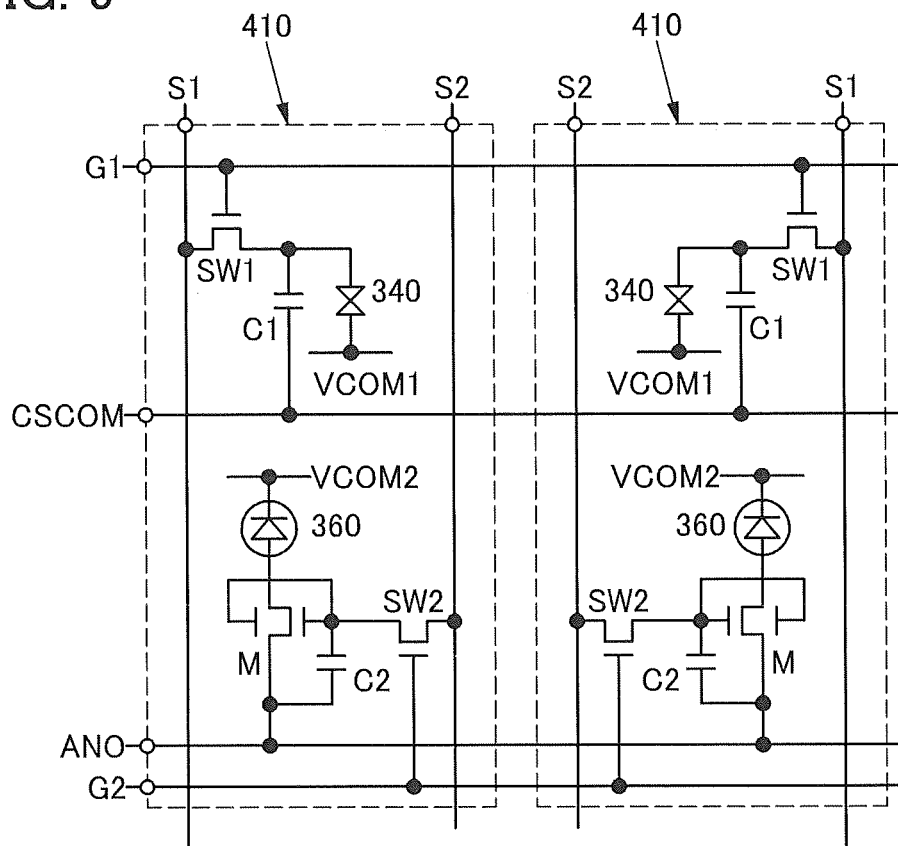 410 410
S1 S2 S2 S1
G1
SW1 SW1
340 340
C1 C1
VCOM1 VCOM1
CSCOM
VCOM2 VCOM2
360 360
SW2 SW2
M M
C2 C2
ANO
G2